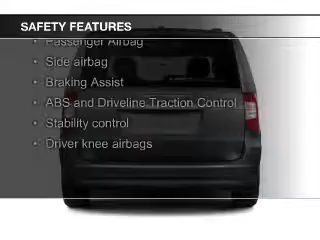 SAFETY FEATURES
• Passenger Airbag
• Side airbag
• Braking Assist
• ABS and Driveline Traction Control
• Stability control
• Driver knee airbags